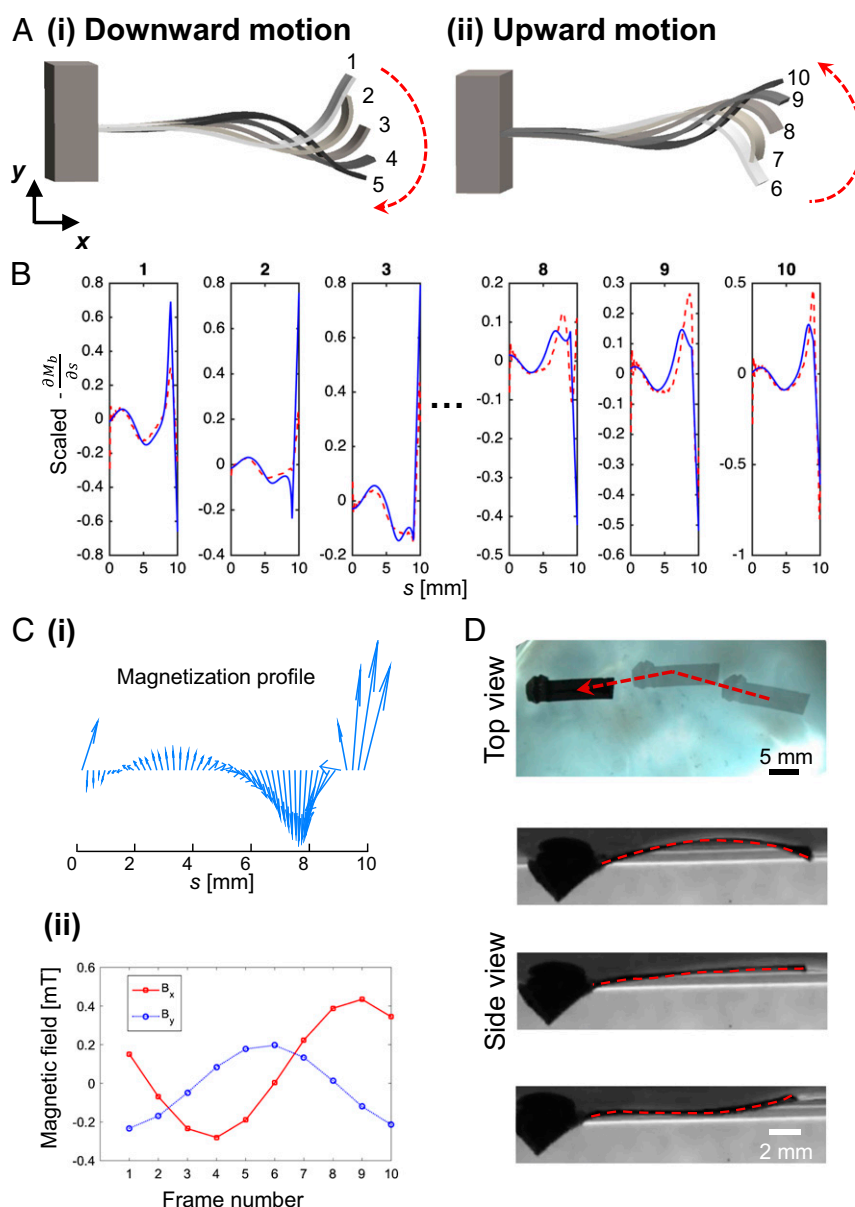 A (i) Downward motion
(ii) Upward motion
1
2
3
4
5
10
9
8
7
6
y
x
B
1
2
3
8
9
10
0.8
0.6
0.4
0.2
0
-0.2
-0.4
-0.6
-0.8
0.8
0.6
0.4
0.2
0
-0.2
-0.4
0.8
0.6
0.4
0.2
0
-0.2
...
0.2
0.1
0
-0.1
-0.2
-0.3
-0.4
-0.5
0.3
0.2
0.1
0
-0.1
-0.2
-0.3
-0.4
-0.5
-0.6
0.5
0
-0.5
-1
Scaled - ∂M_b/∂s
0 5 10
0 5 10
0 5 10
0 5 10
0 5 10
0 5 10
s [mm]
C (i)
Magnetization profile
0 2 4 6 8 10
s [mm]
(ii)
Magnetic field [mT]
0.6
0.4
0.2
0
-0.2
-0.4
B_x
B_y
1 2 3 4 5 6 7 8 9 10
Frame number
D
Top view
5 mm
Side view
2 mm